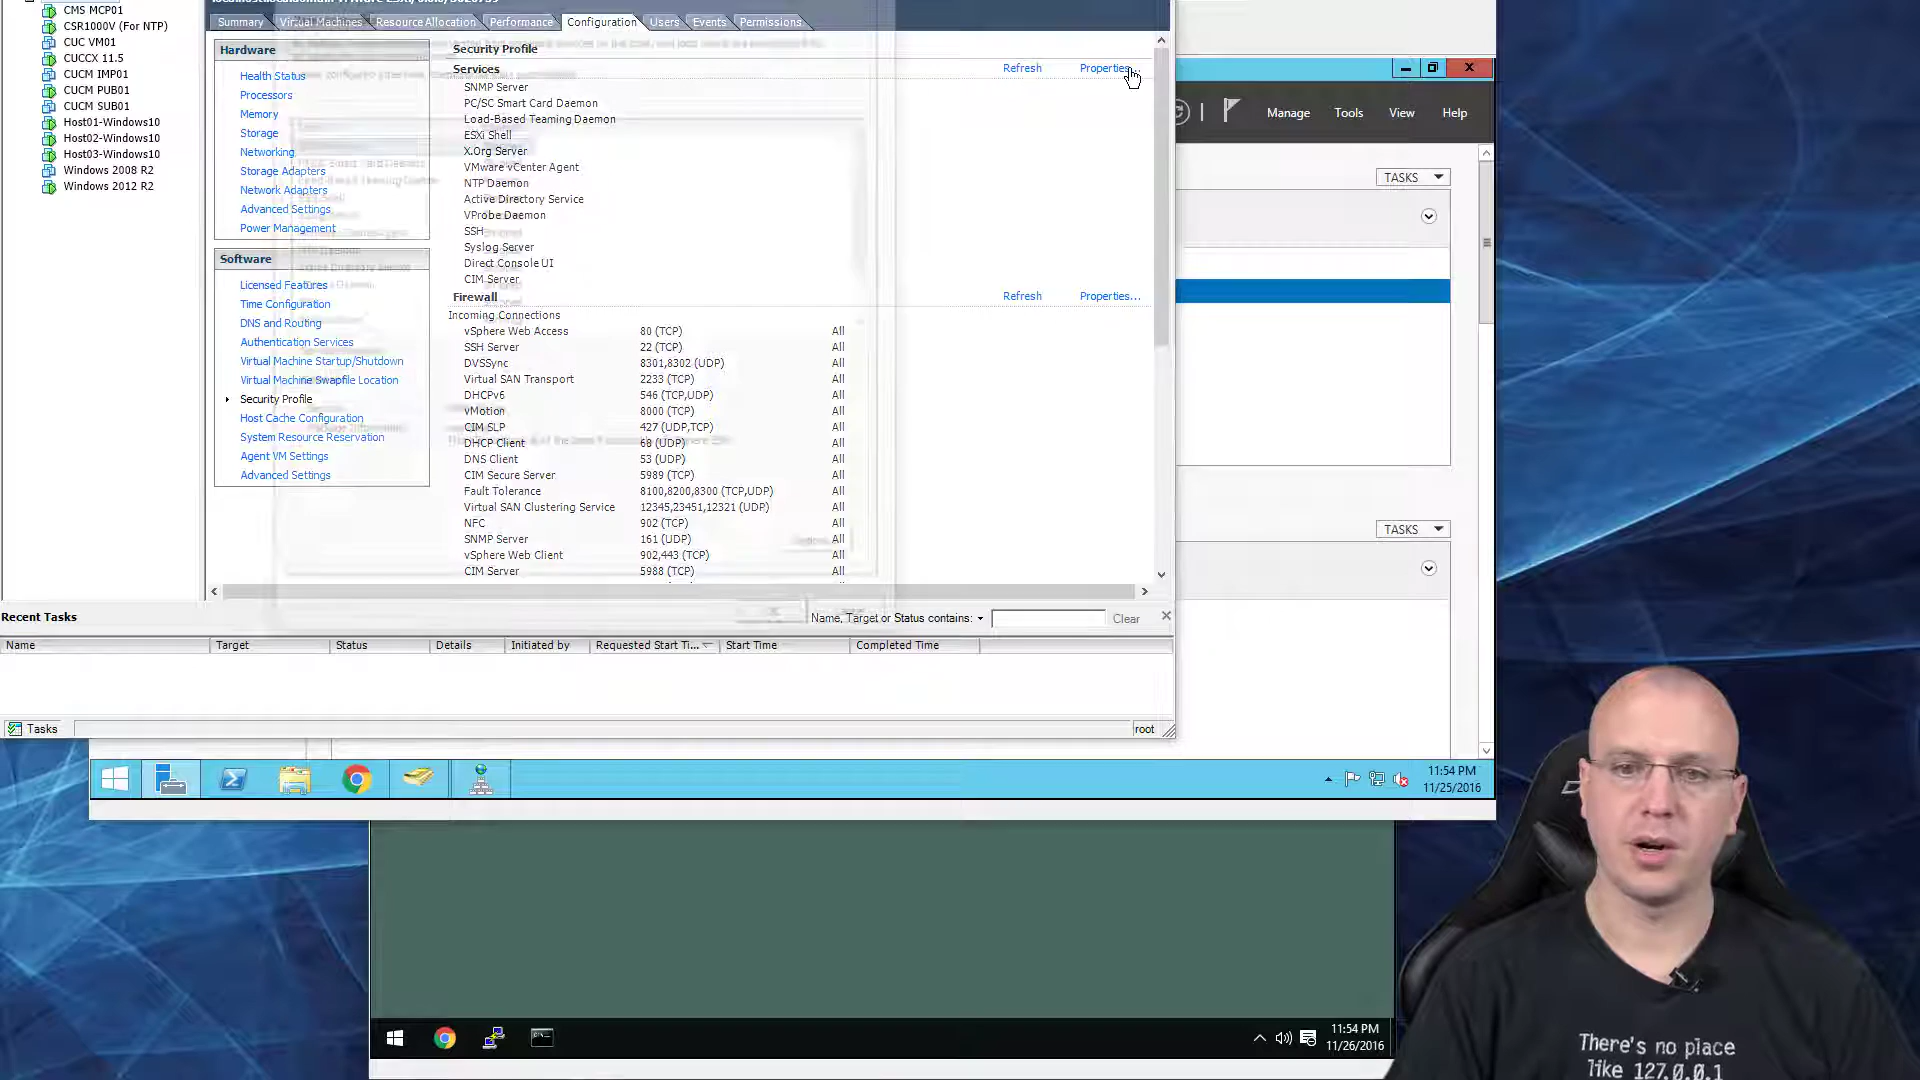 CMS MCP01
CSR1000V (For NTP)
CUC VM01
CUCCX 11.5
CUCM IMP01
CUCM PUB01
CUCM SUB01
Host01-Windows10
Host02-Windows10
Host03-Windows10
Windows 2008 R2
Windows 2012 R2
Summary Virtual Machines Resource Allocation Performance Configuration Users Events Permissions
Hardware
Health Status
Processors
Memory
Storage
Networking
Storage Adapters
Network Adapters
Advanced Settings
Power Management
Software
Licensed Features
Time Configuration
DNS and Routing
Authentication Services
Virtual Machine Startup/Shutdown
Virtual Machine Swapfile Location
Security Profile
Host Cache Configuration
System Resource Reservation
Agent VM Settings
Advanced Settings
Security Profile
Services Refresh Properties...
SNMP Server
PC/SC Smart Card Daemon
Load-Based Teaming Daemon
ESXi Shell
X.Org Server
VMware vCenter Agent
NTP Daemon
Active Directory Service
VProbe Daemon
SSH
Syslog Server
Direct Console UI
CIM Server
Firewall Refresh Properties...
Incoming Connections
vSphere Web Access 80 (TCP) All
SSH Server 22 (TCP) All
DVSSync 8301,8302 (UDP) All
Virtual SAN Transport 2233 (TCP) All
DHCPv6 546 (TCP,UDP) All
vMotion 8000 (TCP) All
CIM SLP 427 (UDP,TCP) All
DHCP Client 68 (UDP) All
DNS Client 53 (UDP) All
CIM Secure Server 5989 (TCP) All
Fault Tolerance 8100,8200,8300 (TCP,UDP) All
Virtual SAN Clustering Service 12345,23451,12321 (UDP) All
NFC 902 (TCP) All
SNMP Server 161 (UDP) All
vSphere Web Client 902,443 (TCP) All
CIM Server 5988 (TCP) All
Recent Tasks Name, Target or Status contains: Clear
Name Target Status Details Initiated by Requested Start Ti... Start Time Completed Time
Tasks root
Manage Tools View Help
TASKS
TASKS
11:54 PM
11/25/2016
11:54 PM
11/26/2016
There's no place
like 127.0.0.1